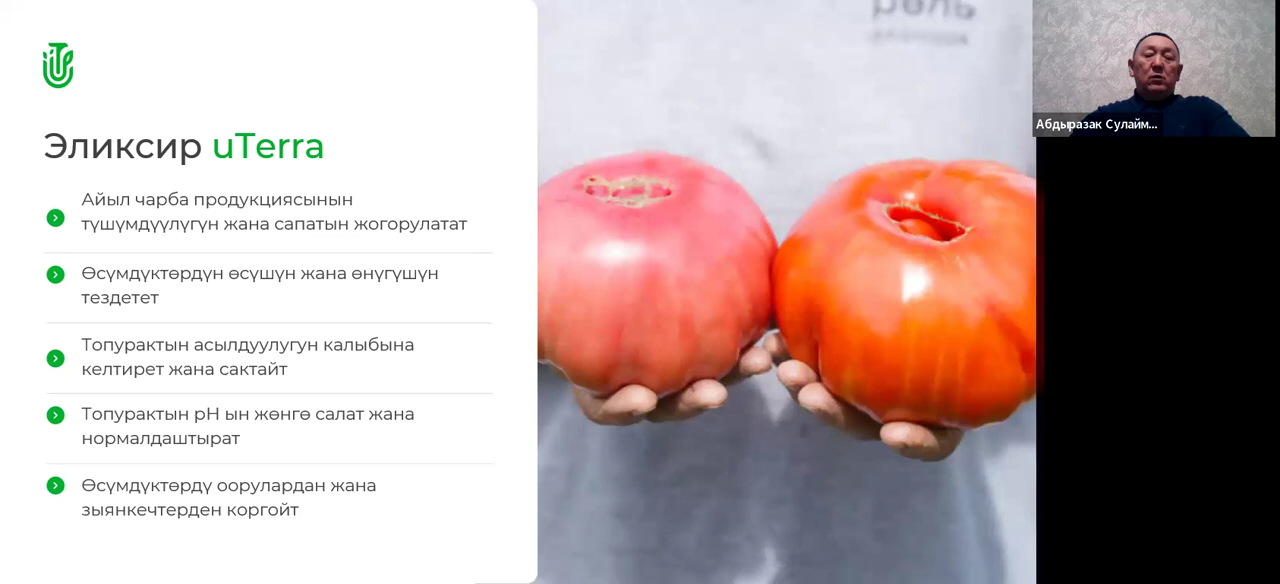 Эликсир uTerra
Айыл чарба продукциясынын
түшүмдүүлүгүн жана сапатын жогорулатат
Өсүмдүктөрдүн өсүшүн жана өнүгүшүн
тездетет
Топурактын асылдуулугун калыбына
келтирет жана сактайт
Топурактын pH ын жөнгө салат жана
нормалдаштырат
Өсүмдүктөрдү оорулардан жана
зыянкечтерден коргойт
Абдыразак Сулайм...